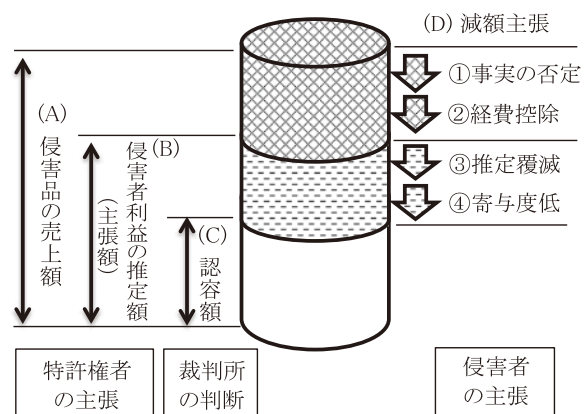 (D) 減額主張
①事実の否定
②経費控除
③推定覆滅
④寄与度低
(A)
侵害品の売上額
(B)
侵害者利益の推定額
(主張額)
(C)
認容額
特許権者
の主張
裁判所
の判断
侵害者
の主張